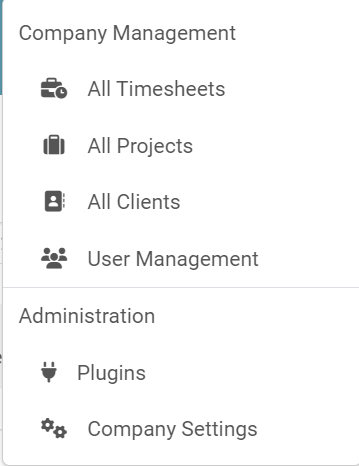 Company Management
All Timesheets
All Projects
All Clients
User Management
Administration
Plugins
Company Settings